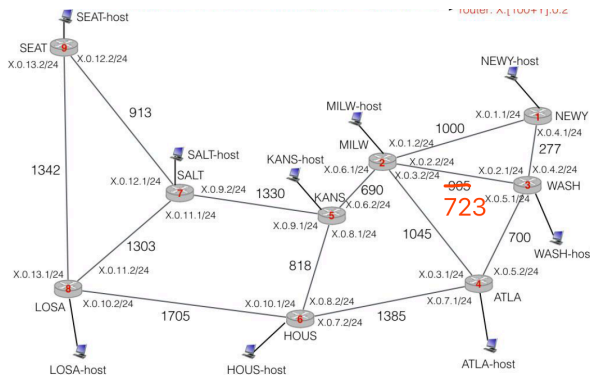 router: X.[100+Y].0.2
SEAT-host
SEAT
9
X.0.13.2/24
X.0.12.2/24
NEWY-host
913
MILW-host
X.0.1.1/24
1
NEWY
1000
X.0.4.1/24
MILW
X.0.1.2/24
277
SALT-host
KANS-host
2
X.0.2.2/24
1342
SALT
X.0.6.1/24
X.0.3.2/24
X.0.2.1/24
X.0.4.2/24
X.0.12.1/24
7
X.0.9.2/24
1330
690
905
3
WASH
KANS
X.0.6.2/24
723
X.0.5.1/24
X.0.11.1/24
5
X.0.9.1/24
X.0.8.1/24
1303
1045
700
WASH-hos
818
X.0.13.1/24
X.0.11.2/24
X.0.3.1/24
X.0.5.2/24
8
4
LOSA
X.0.10.2/24
X.0.10.1/24
X.0.8.2/24
X.0.7.1/24
ATLA
1705
6
X.0.7.2/24
1385
HOUS
LOSA-host
HOUS-host
ATLA-host